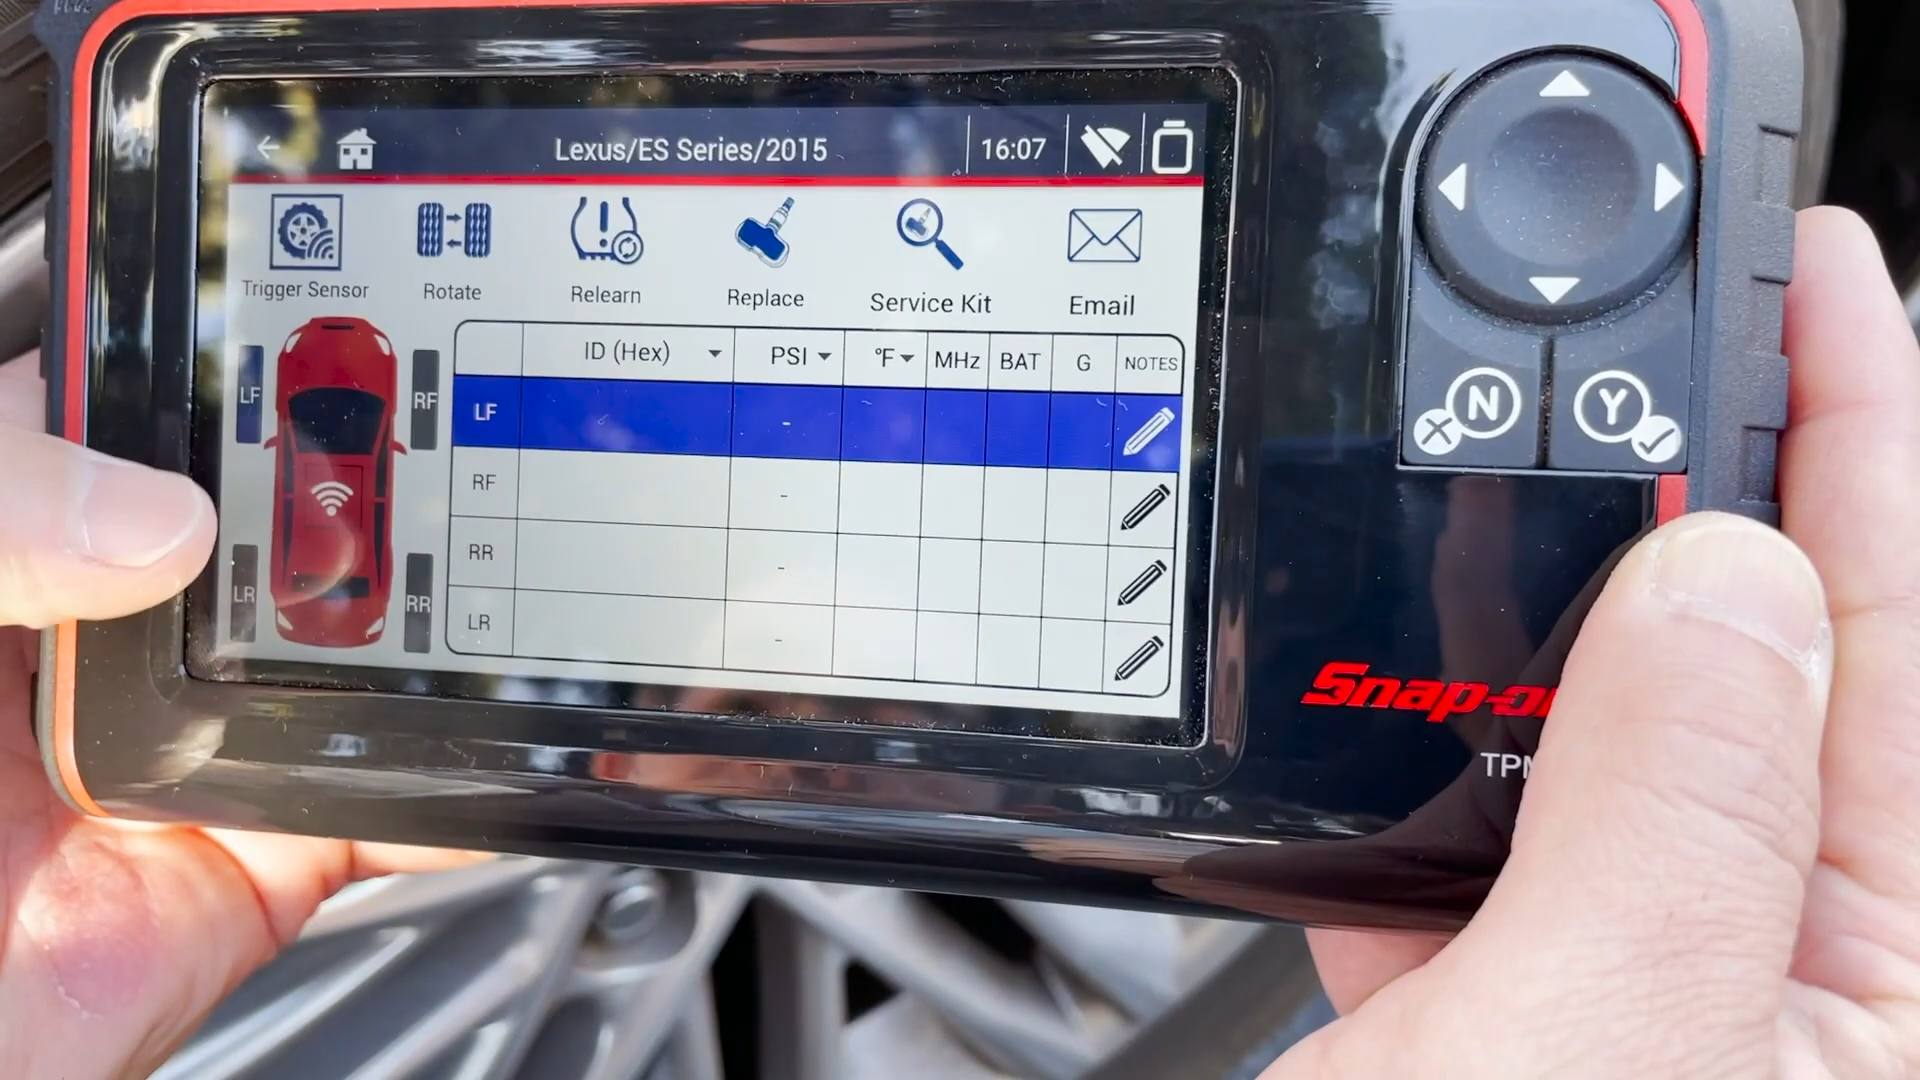 Lexus/ES Series/2015
16:07
Trigger Sensor
Rotate
Relearn
Replace
Service Kit
Email
ID (Hex) PSI °F MHz BAT G NOTES
LF -
RF -
RR -
LR -
LF
RF
LR
RR
N
Y
Snap-on
TPM